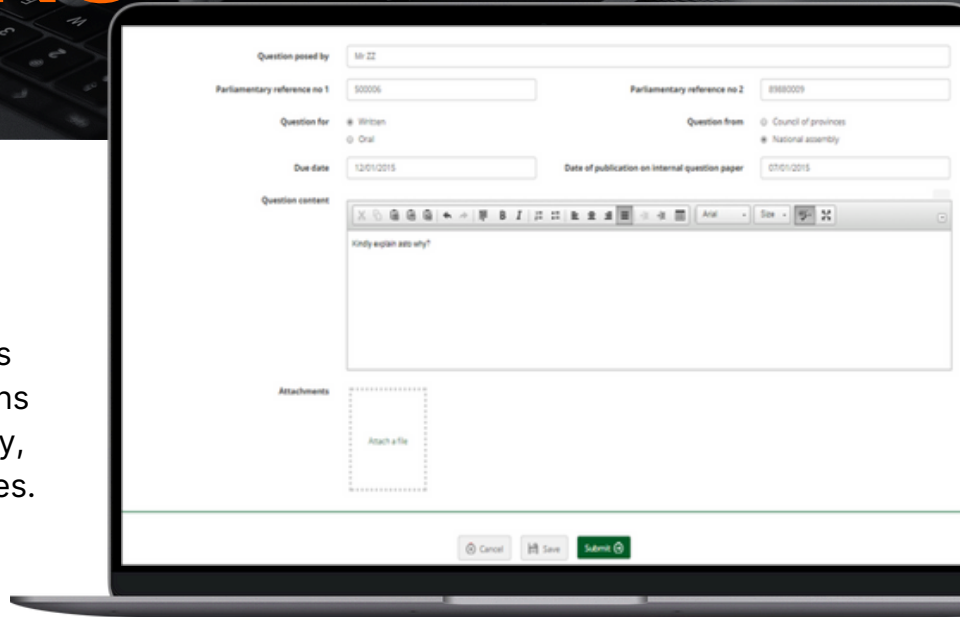 Question posed by Mr ZZ
Parliamentary reference no 1 500006 Parliamentary reference no 2 89880009
Question for Written Question from Council of provinces
Oral National assembly
Due date 12/01/2015 Date of publication on internal question paper 07/01/2015
Question content
B I Arial Size
Kindly explain asto why?
s
ns
y,
es.
Attachments
Attach a file
Cancel Save Submit